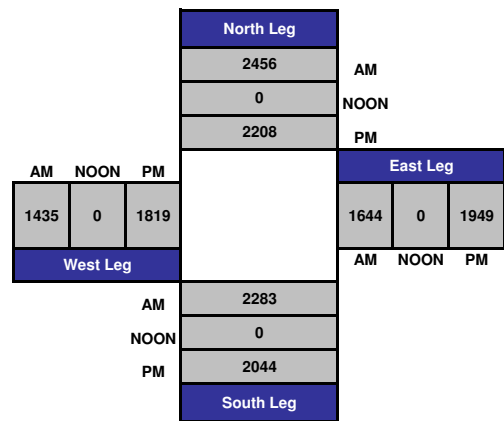 North Leg
2456 AM
0 NOON
2208 PM
AM NOON PM
East Leg
1435 0 1819
1644 0 1949
West Leg
AM NOON PM
AM 2283
NOON 0
PM 2044
South Leg